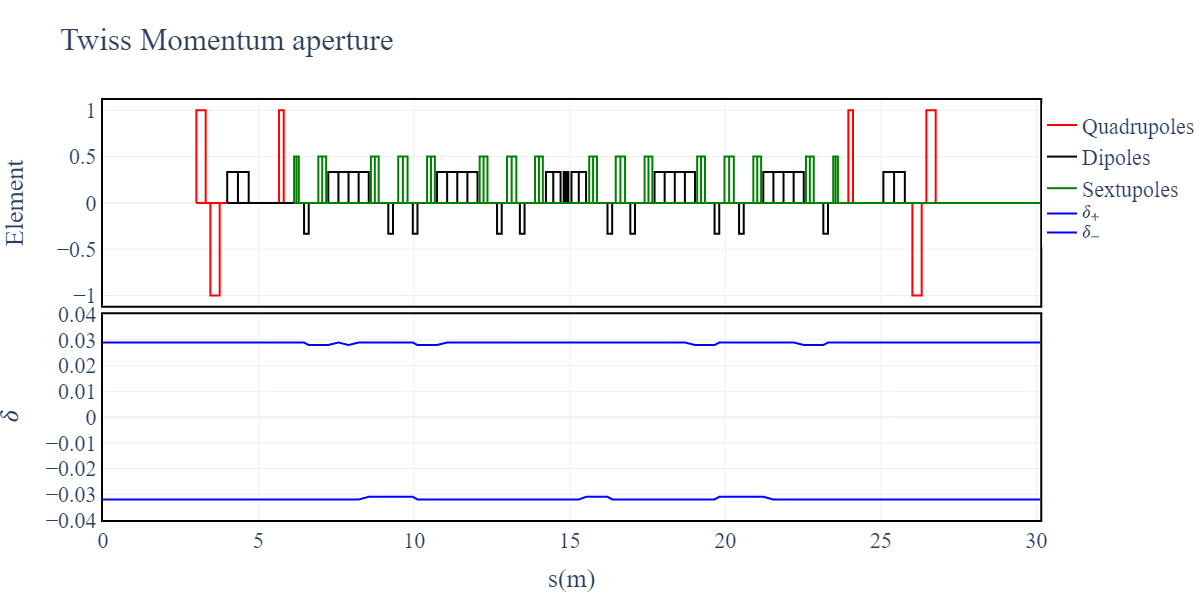 Twiss Momentum aperture
Element
1
0.5
0
−0.5
−1
Quadrupoles
Dipoles
Sextupoles
δ+
δ−
δ
0.04
0.03
0.02
0.01
0
−0.01
−0.02
−0.03
−0.04
0 5 10 15 20 25 30
s(m)